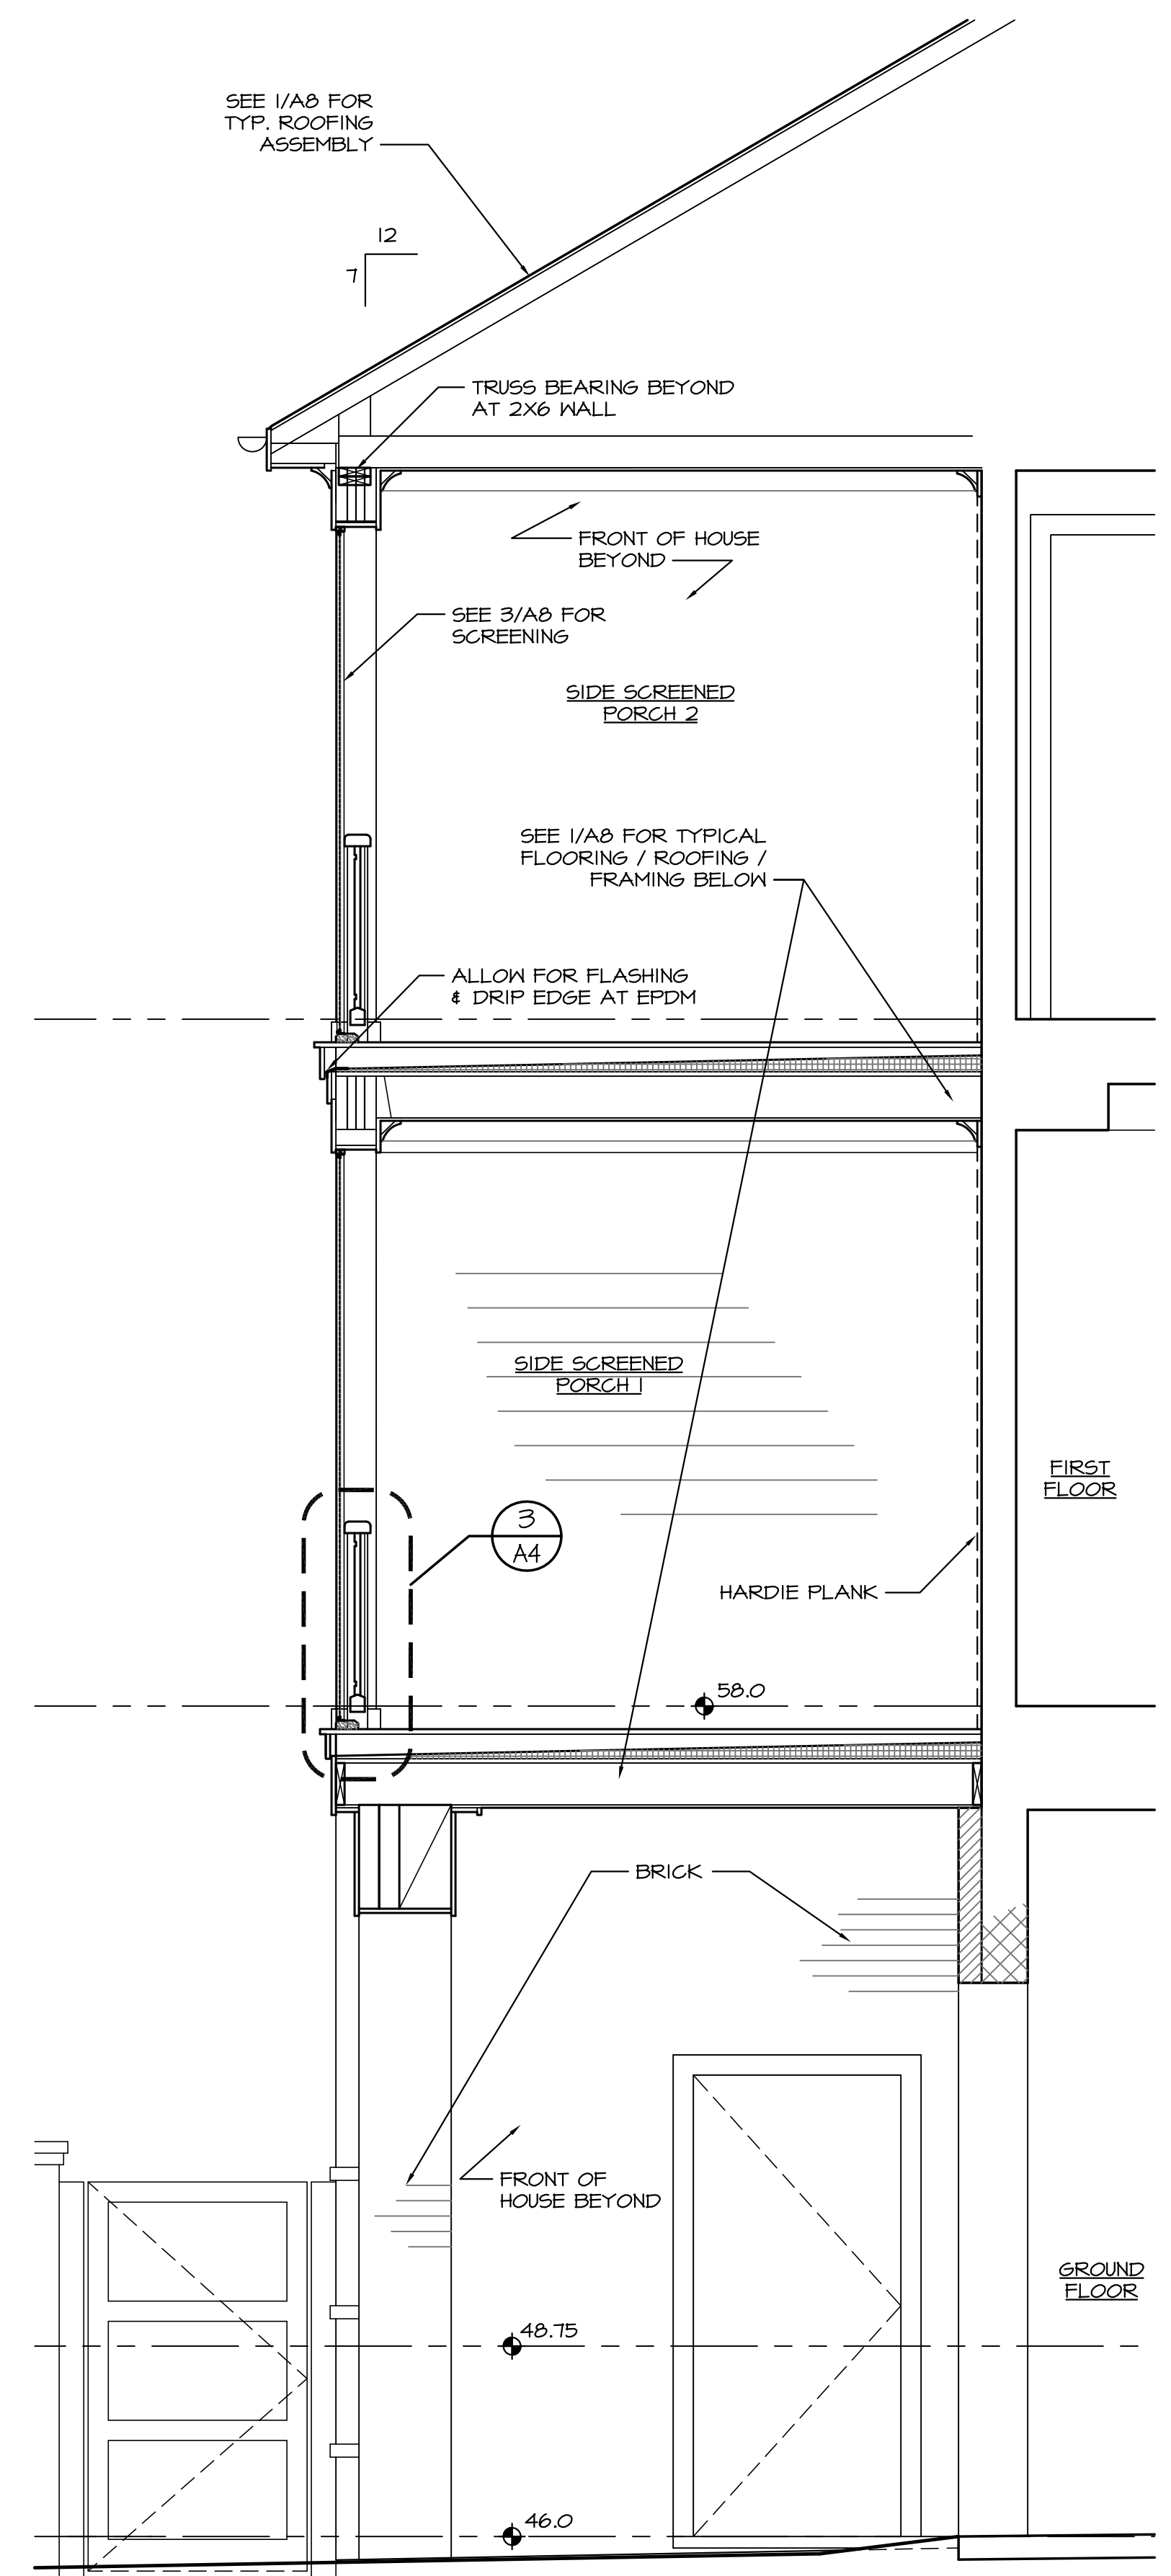 SEE 1/A8 FOR
TYP. ROOFING
ASSEMBLY
12
7
TRUSS BEARING BEYOND
AT 2X6 WALL
FRONT OF HOUSE
BEYOND
SEE 3/A8 FOR
SCREENING
SIDE SCREENED
PORCH 2
SEE 1/A8 FOR TYPICAL
FLOORING / ROOFING /
FRAMING BELOW
ALLOW FOR FLASHING
& DRIP EDGE AT EPDM
SIDE SCREENED
PORCH 1
FIRST
FLOOR
3
A4
HARDIE PLANK
58.0
BRICK
FRONT OF
HOUSE BEYOND
GROUND
FLOOR
48.75
46.0